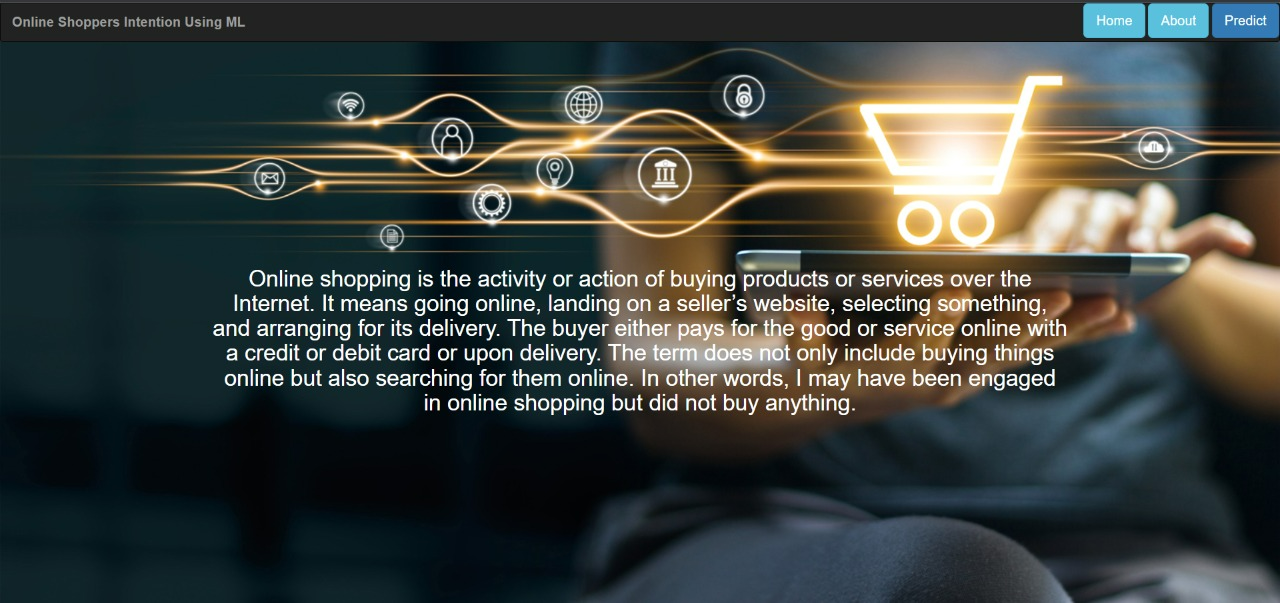 Online Shoppers Intention Using ML
Home
About
Predict
Online shopping is the activity or action of buying products or services over the
Internet. It means going online, landing on a seller’s website, selecting something,
and arranging for its delivery. The buyer either pays for the good or service online with
a credit or debit card or upon delivery. The term does not only include buying things
online but also searching for them online. In other words, I may have been engaged
in online shopping but did not buy anything.